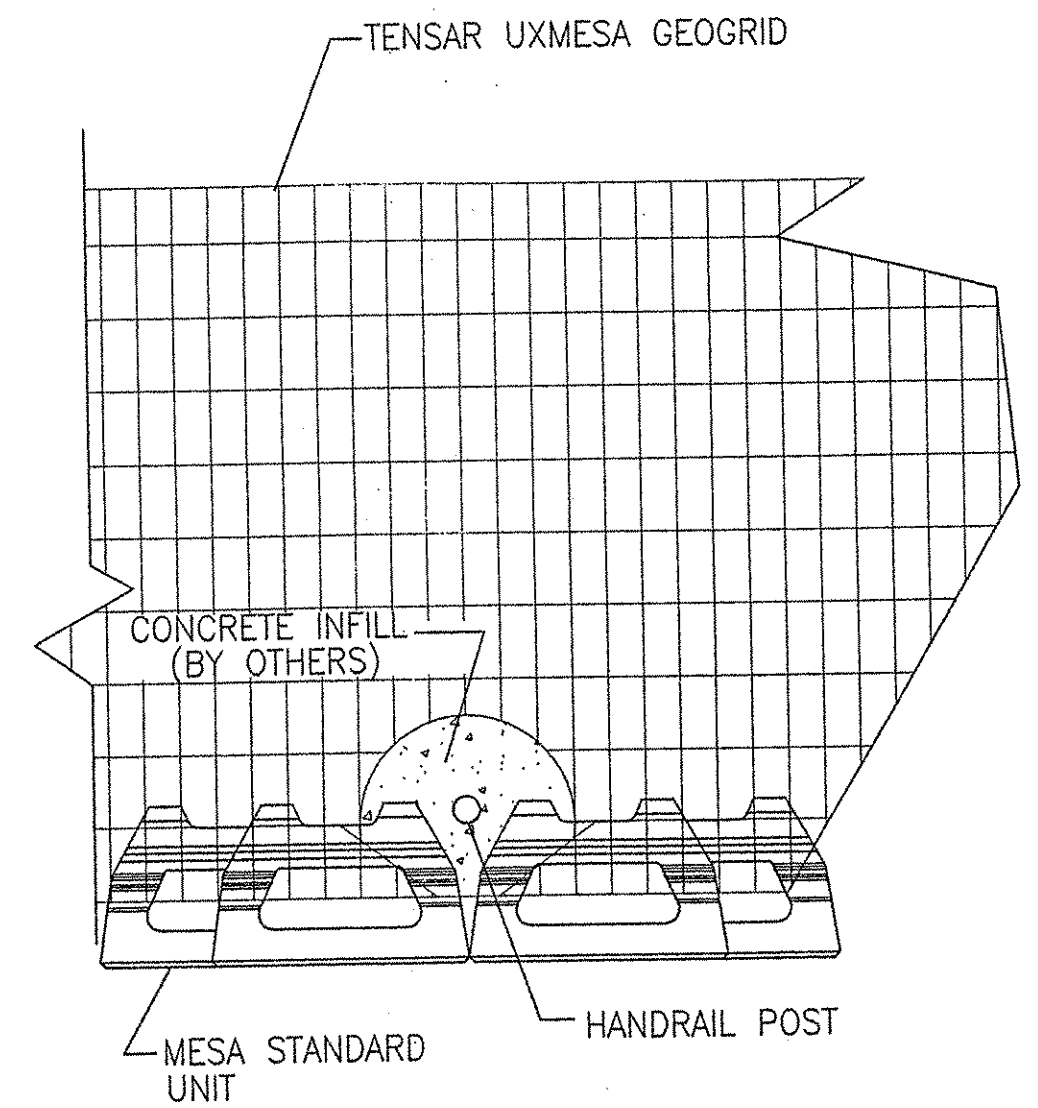 TENSAR UXMESA GEOGRID
CONCRETE INFILL
(BY OTHERS)
HANDRAIL POST
MESA STANDARD
UNIT